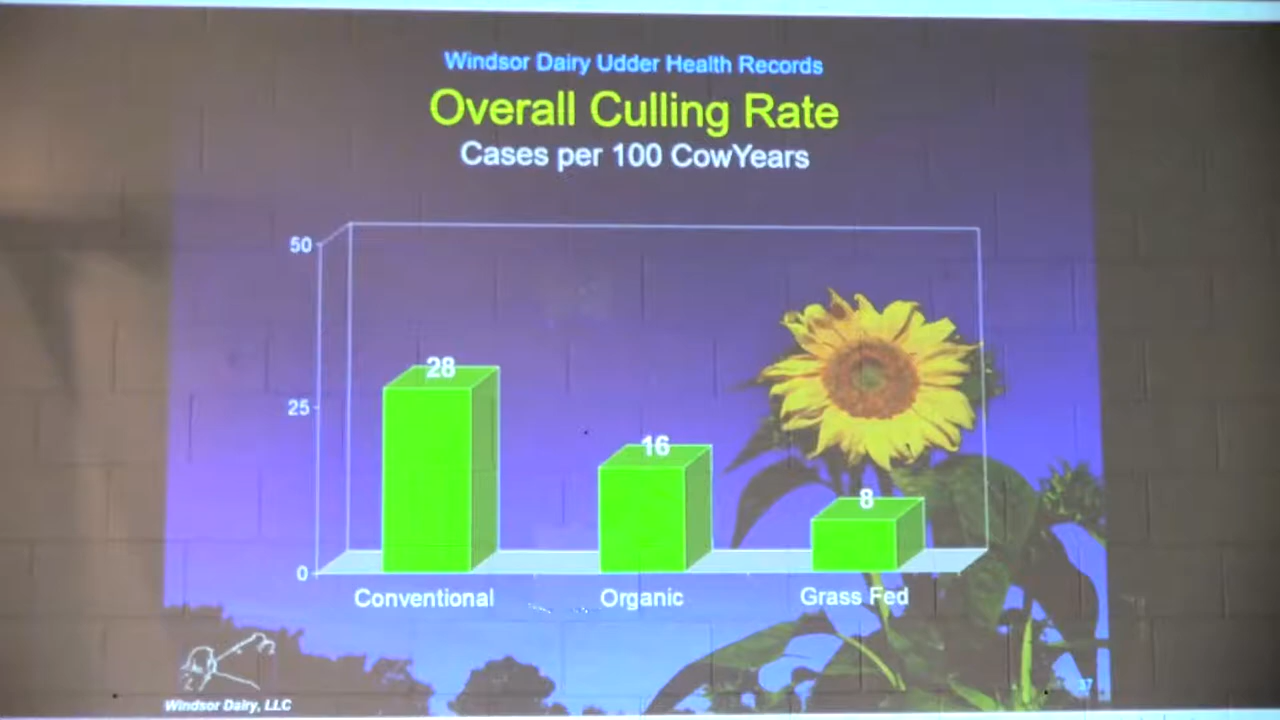 Windsor Dairy Udder Health Records
Overall Culling Rate
Cases per 100 CowYears
50
25
0
28
16
8
Conventional
Organic
Grass Fed
Windsor Dairy, LLC
37